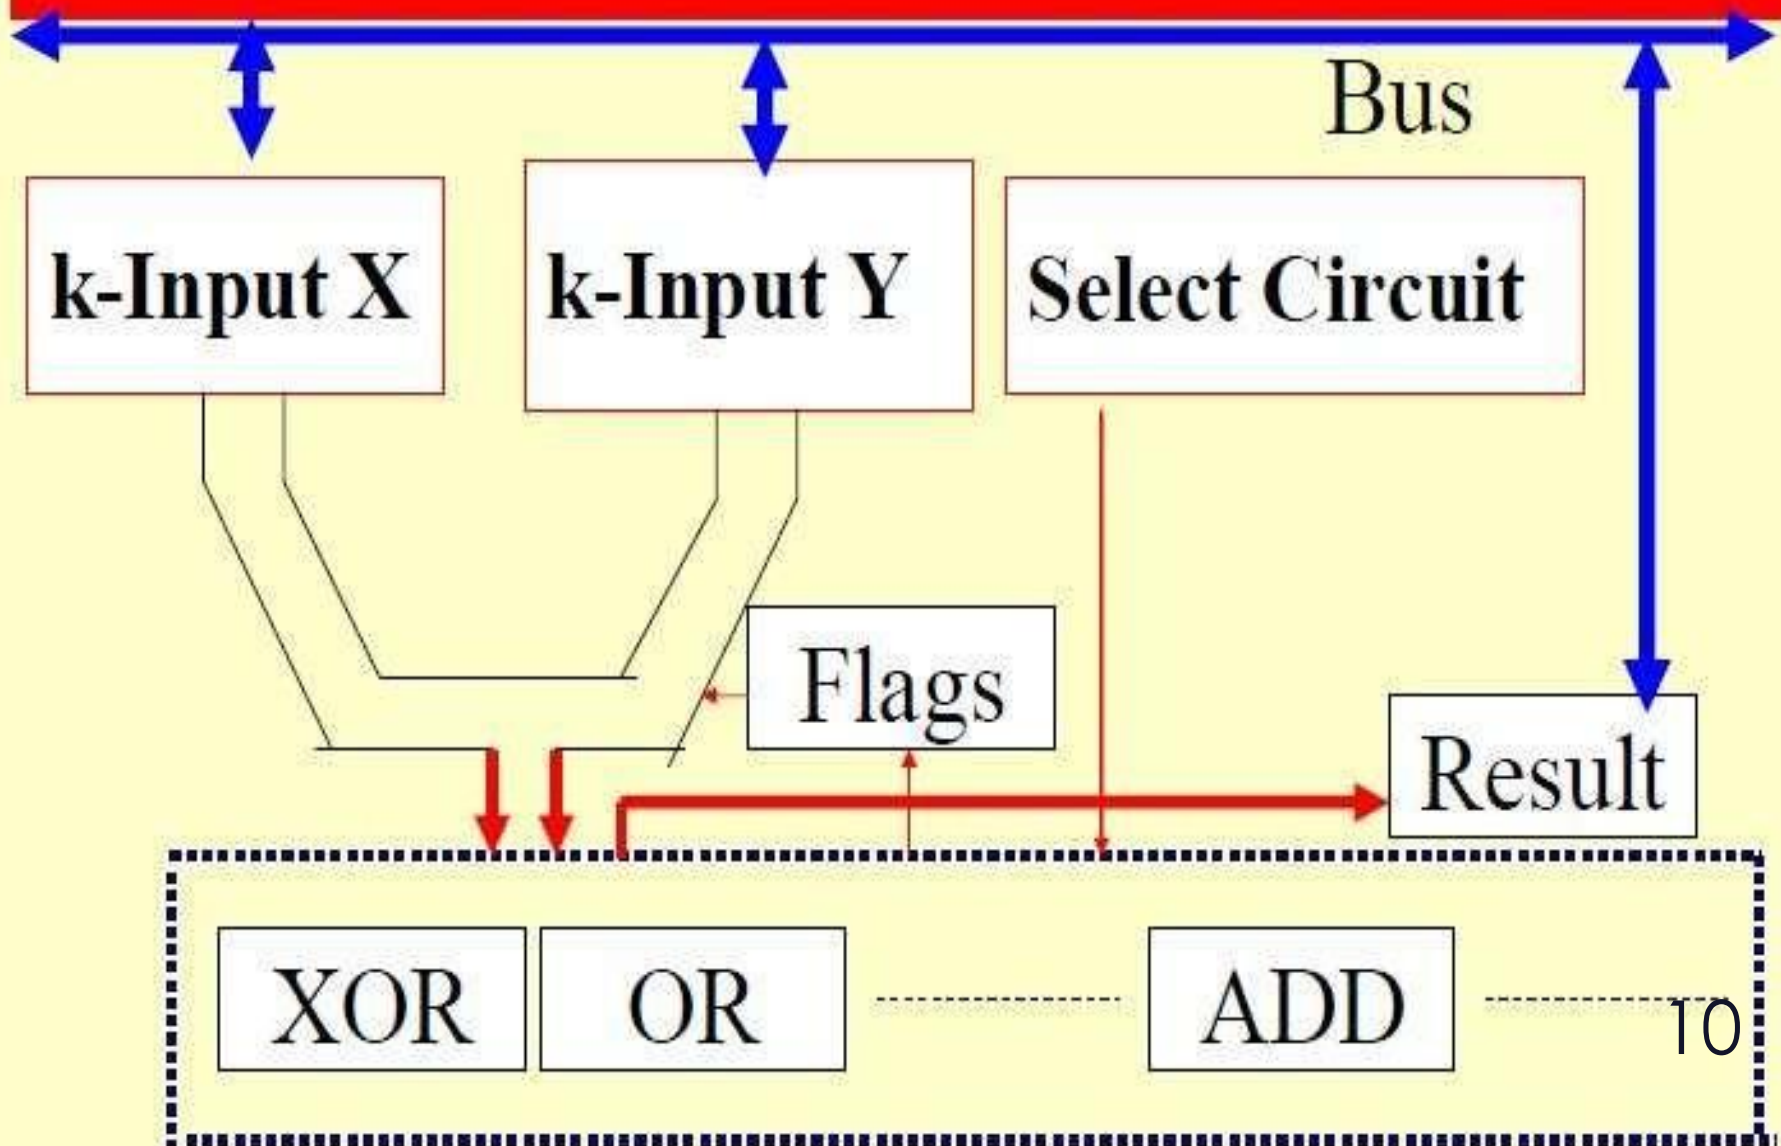 Bus
k-Input X
k-Input Y
Select Circuit
Flags
Result
XOR
OR
ADD
10